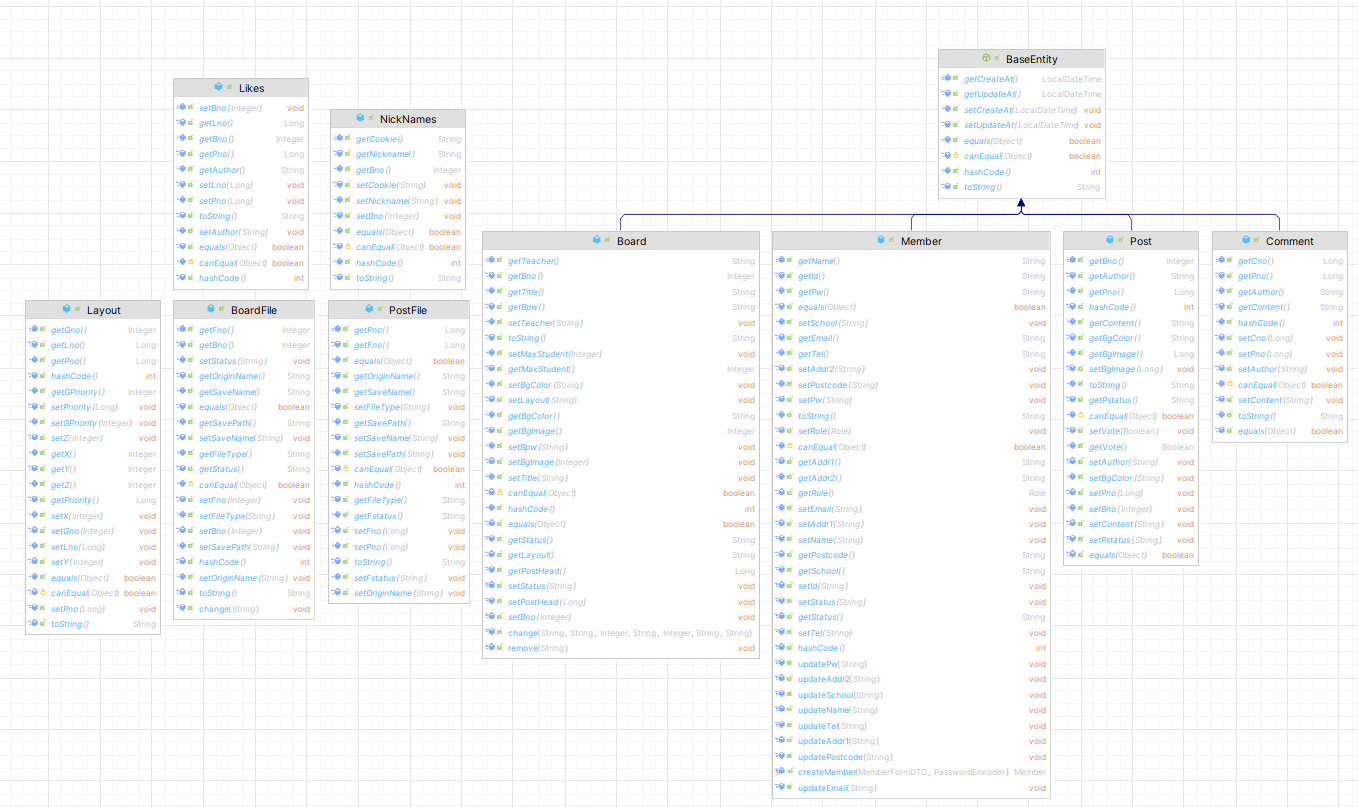 BaseEntity
getCreateAt() LocalDateTime
getUpdateAt() LocalDateTime
setCreateAt(LocalDateTime) void
setUpdateAt(LocalDateTime) void
equals(Object) boolean
canEqual(Object) boolean
hashCode() int
toString() String
Likes
setBno(Integer) void
getLno() Long
getBno() Integer
getPno() Long
getAuthor() String
setLno(Long) void
setPno(Long) void
toString() String
setAuthor(String) void
equals(Object) boolean
canEqual(Object) boolean
hashCode() int
NickNames
getCookie() String
getNickname() String
getBno() Integer
setCookie(String) void
setNickname(String) void
setBno(Integer) void
equals(Object) boolean
canEqual(Object) boolean
hashCode() int
toString() String
Layout
getGno() Integer
getLno() Long
getPno() Long
hashCode() int
getGPriority() Integer
setPriority(Long) void
setGPriority(Integer) void
setZ(Integer) void
getX() Integer
getY() Integer
getZ() Integer
getPriority() Long
setX(Integer) void
setGno(Integer) void
setLno(Long) void
setY(Integer) void
equals(Object) boolean
canEqual(Object) boolean
setPno(Long) void
toString() String
BoardFile
getFno() Integer
getBno() Integer
setStatus(String) void
getOriginName() String
getSaveName() String
equals(Object) boolean
getSavePath() String
setSaveName(String) void
getFileType() String
getStatus() String
canEqual(Object) boolean
setFno(Integer) void
setFileType(String) void
setBno(Integer) void
setSavePath(String) void
hashCode() int
setOriginName(String) void
toString() String
change(String) void
PostFile
getPno() Long
getFno() Long
equals(Object) boolean
getOriginName() String
getSaveName() String
setFileType(String) void
getSavePath() String
setSaveName(String) void
setSavePath(String) void
canEqual(Object) boolean
hashCode() int
getFileType() String
getFstatus() String
setFno(Long) void
setPno(Long) void
toString() String
setFstatus(String) void
setOriginName(String) void
Board
getTeacher() String
getBno() Integer
getTitle() String
getBpw() String
setTeacher(String) void
toString() String
setMaxStudent(Integer) void
getMaxStudent() Integer
setBgColor(String) void
setLayout(String) void
getBgColor() String
getBgImage() Integer
setBpw(String) void
setBgImage(Integer) void
setTitle(String) void
canEqual(Object) boolean
hashCode() int
equals(Object) boolean
getStatus() String
getLayout() String
getPostHead() Long
setStatus(String) void
setPostHead(Long) void
setBno(Integer) void
change(String, String, Integer, String, Integer, String, String) void
remove(String) void
Member
getName() String
getId() String
getPw() String
equals(Object) boolean
setSchool(String) void
getEmail() String
getTel() String
setAddr2(String) void
setPostcode(String) void
setPw(String) void
toString() String
setRole(Role) void
canEqual(Object) boolean
getAddr1() String
getAddr2() String
getRole() Role
setEmail(String) void
setAddr1(String) void
setName(String) void
getPostcode() String
getSchool() String
setId(String) void
setStatus(String) void
getStatus() String
setTel(String) void
hashCode() int
updatePw(String) void
updateAddr2(String) void
updateSchool(String) void
updateName(String) void
updateTel(String) void
updateAddr1(String) void
updatePostcode(String) void
createMember(MemberFormDTO, PasswordEncoder) Member
updateEmail(String) void
Post
getBno() Integer
getAuthor() String
getPno() Long
hashCode() int
getContent() String
getBgColor() String
getBgImage() Long
setBgImage(Long) void
toString() String
getPstatus() String
canEqual(Object) boolean
setVote(Boolean) void
getVote() Boolean
setAuthor(String) void
setBgColor(String) void
setPno(Long) void
setBno(Integer) void
setContent(String) void
setPstatus(String) void
equals(Object) boolean
Comment
getCno() Long
getPno() Long
getAuthor() String
getContent() String
hashCode() int
setCno(Long) void
setPno(Long) void
setAuthor(String) void
canEqual(Object) boolean
setContent(String) void
toString() String
equals(Object) boolean